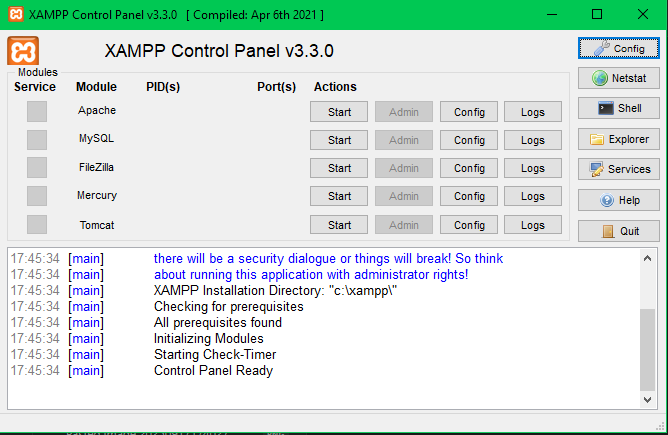 XAMPP Control Panel v3.3.0 [ Compiled: Apr 6th 2021 ]
XAMPP Control Panel v3.3.0
Config
Modules
Service Module PID(s) Port(s) Actions
Netstat
Apache Start Admin Config Logs
Shell
MySQL Start Admin Config Logs
Explorer
FileZilla Start Admin Config Logs
Services
Mercury Start Admin Config Logs
Help
Tomcat Start Admin Config Logs
Quit
17:45:34 [main] there will be a security dialogue or things will break! So think
17:45:34 [main] about running this application with administrator rights!
17:45:34 [main] XAMPP Installation Directory: "c:\xampp\"
17:45:34 [main] Checking for prerequisites
17:45:34 [main] All prerequisites found
17:45:34 [main] Initializing Modules
17:45:34 [main] Starting Check-Timer
17:45:34 [main] Control Panel Ready